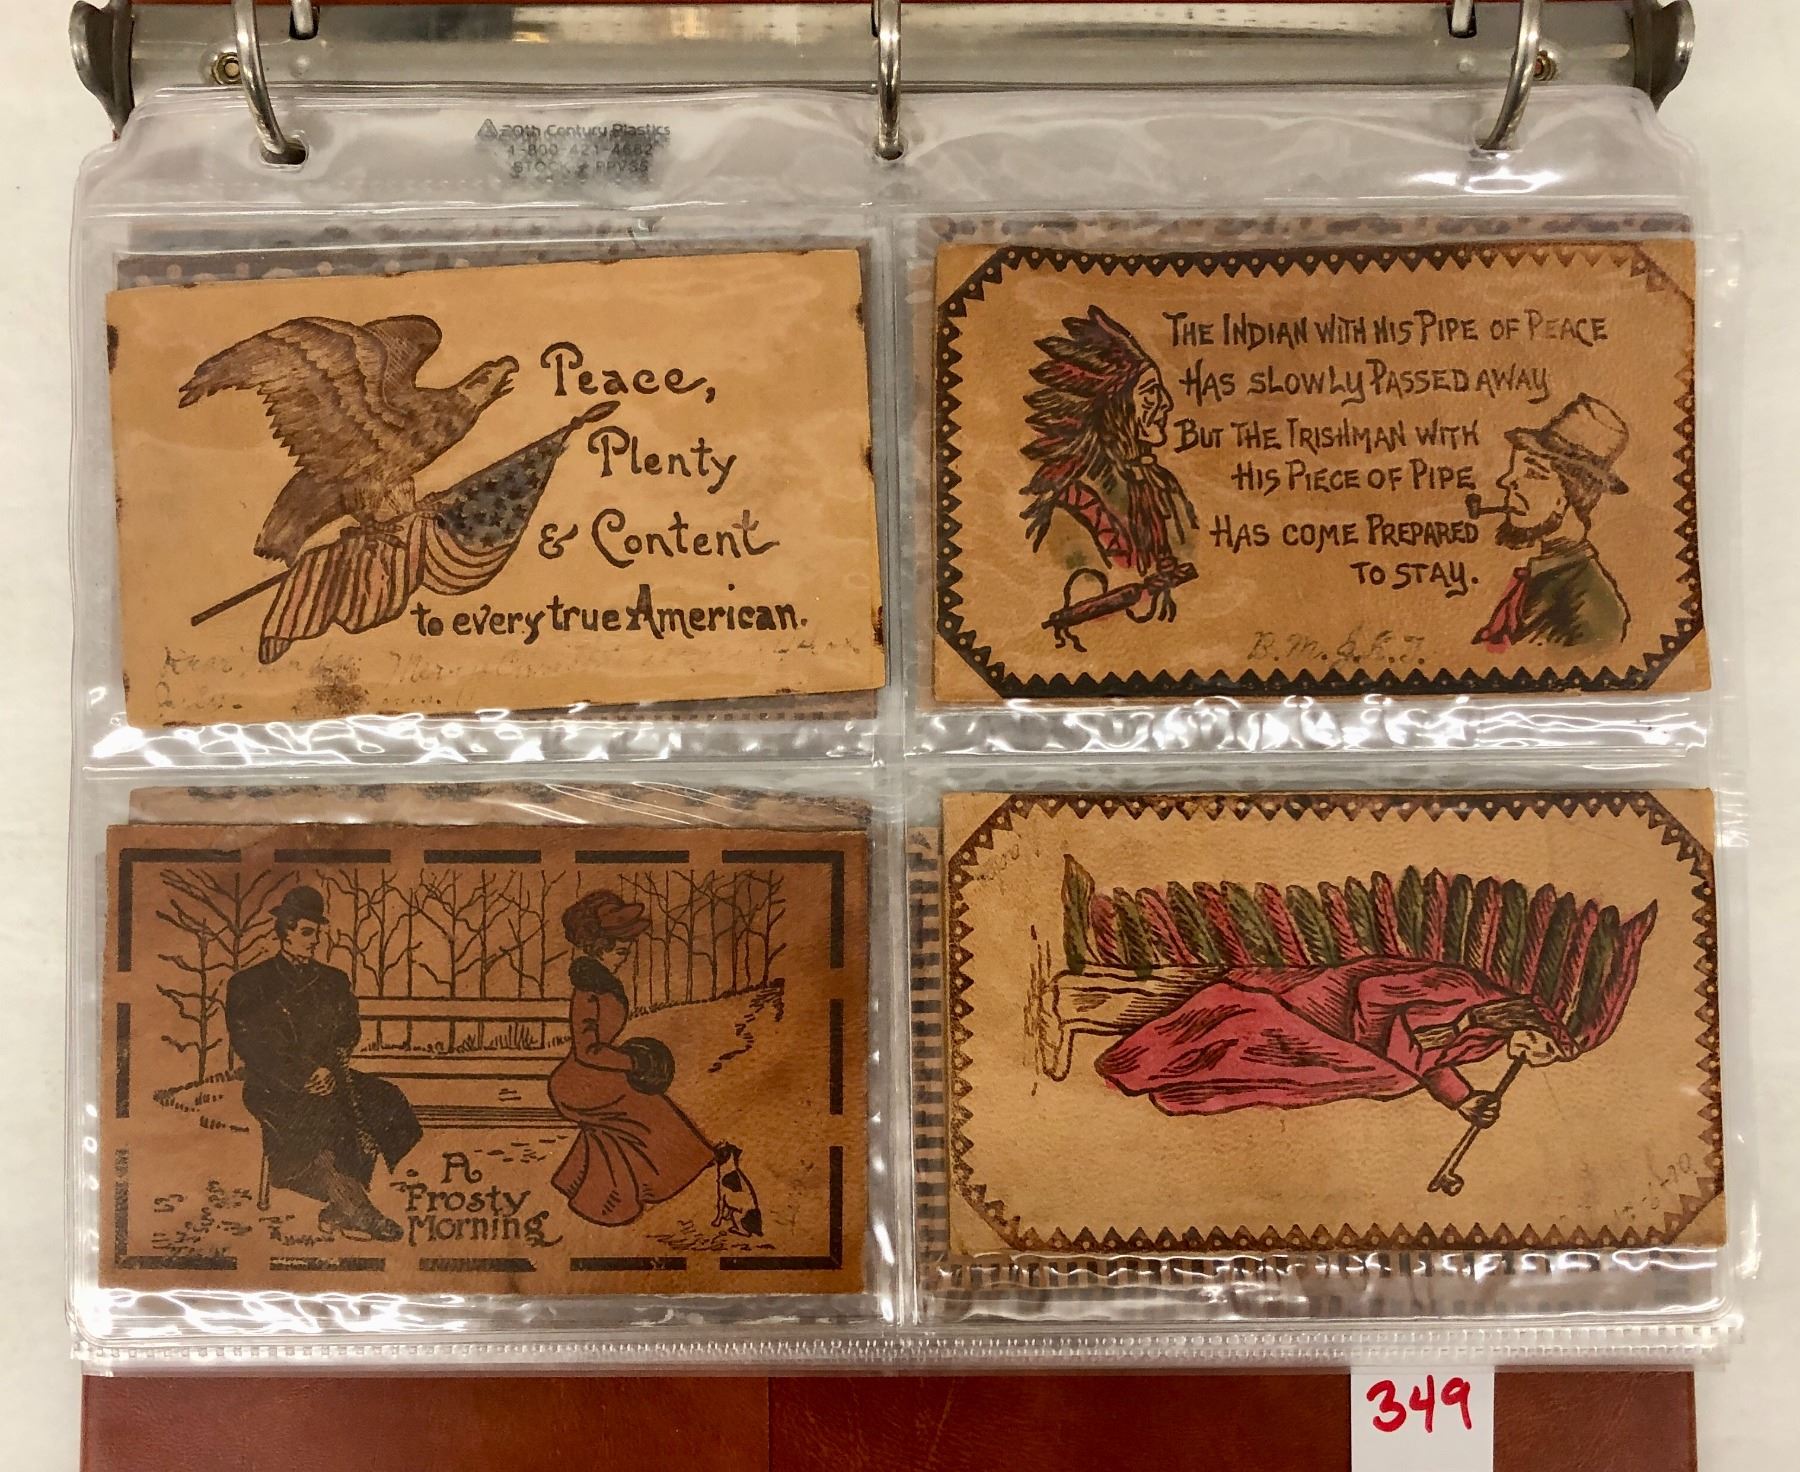 20th Century Plastics
1-800-421-4662
STOCK # PPV35
Peace,
Plenty
& Content
to every true American.
THE INDIAN WITH HIS PIPE OF PEACE
HAS SLOWLY PASSED AWAY
BUT THE IRISHMAN WITH
HIS PIECE OF PIPE
HAS COME PREPARED
TO STAY.
B.M.
A
Frosty
Morning
349